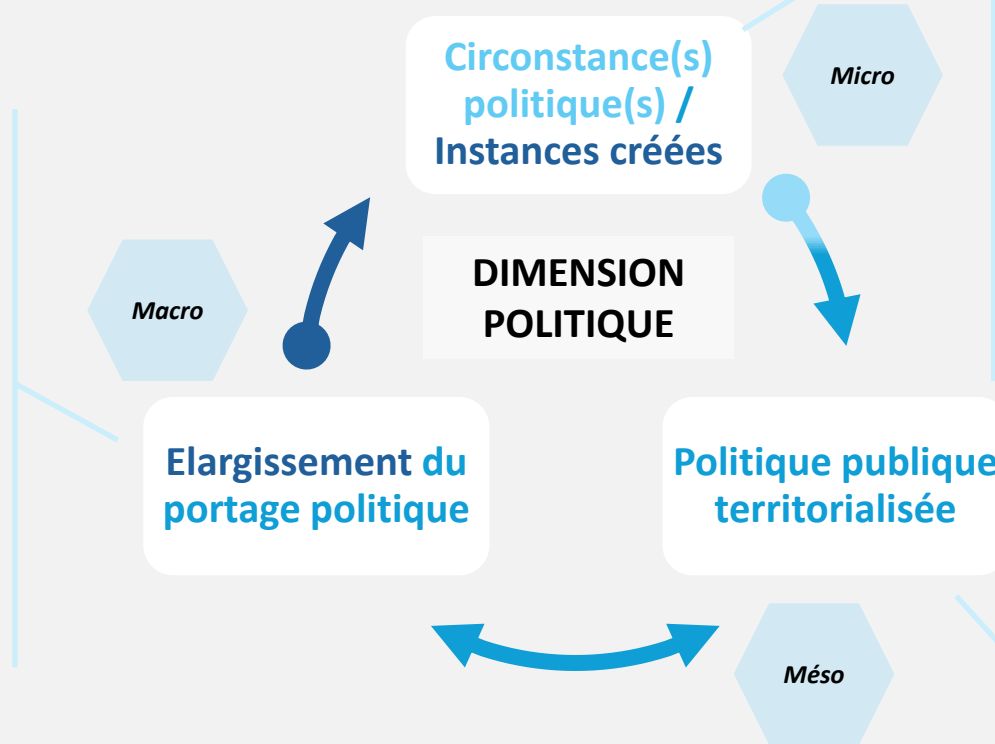 Circonstance(s)
politique(s) /
Instances créées
Micro
DIMENSION
POLITIQUE
Macro
Elargissement du
portage politique
Politique publique
territorialisée
Méso